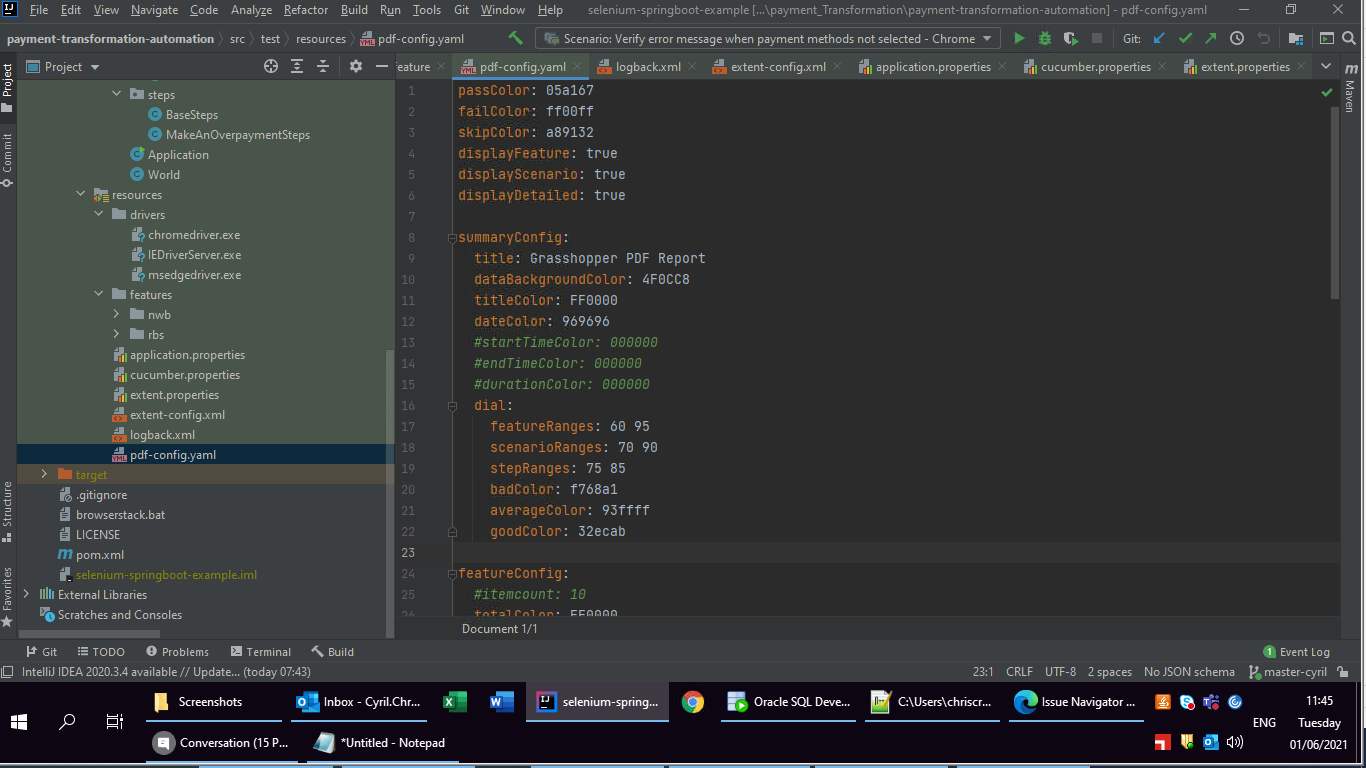 File Edit View Navigate Code Analyze Refactor Build Run Tools Git Window Help selenium-springboot-example [...\payment_Transformation\payment-transformation-automation] - pdf-config.yaml
payment-transformation-automation src test resources pdf-config.yaml Scenario: Verify error message when payment methods not selected - Chrome Git:
Project eature pdf-config.yaml logback.xml extent-config.xml application.properties cucumber.properties extent.properties
Project
Commit
Structure
Favorites
Maven
steps
BaseSteps
MakeAnOverpaymentSteps
Application
World
resources
drivers
chromedriver.exe
IEDriverServer.exe
msedgedriver.exe
features
nwb
rbs
application.properties
cucumber.properties
extent.properties
extent-config.xml
logback.xml
pdf-config.yaml
target
.gitignore
browserstack.bat
LICENSE
pom.xml
selenium-springboot-example.iml
External Libraries
Scratches and Consoles
1 passColor: 05a167
2 failColor: ff00ff
3 skipColor: a89132
4 displayFeature: true
5 displayScenario: true
6 displayDetailed: true
7
8 summaryConfig:
9 title: Grasshopper PDF Report
10 dataBackgroundColor: 4F0CC8
11 titleColor: FF0000
12 dateColor: 969696
13 #startTimeColor: 000000
14 #endTimeColor: 000000
15 #durationColor: 000000
16 dial:
17 featureRanges: 60 95
18 scenarioRanges: 70 90
19 stepRanges: 75 85
20 badColor: f768a1
21 averageColor: 93ffff
22 goodColor: 32ecab
23
24 featureConfig:
25 #itemcount: 10
26 totalColor: FF0000
Document 1/1
Git TODO Problems Terminal Build 1 Event Log
IntelliJ IDEA 2020.3.4 available // Update... (today 07:43) 23:1 CRLF UTF-8 2 spaces No JSON schema master-cyril
Screenshots Inbox - Cyril.Chr... selenium-spring... Oracle SQL Deve... C:\Users\chriscr... Issue Navigator ... 11:45
ENG Tuesday
Conversation (15 P... *Untitled - Notepad 01/06/2021